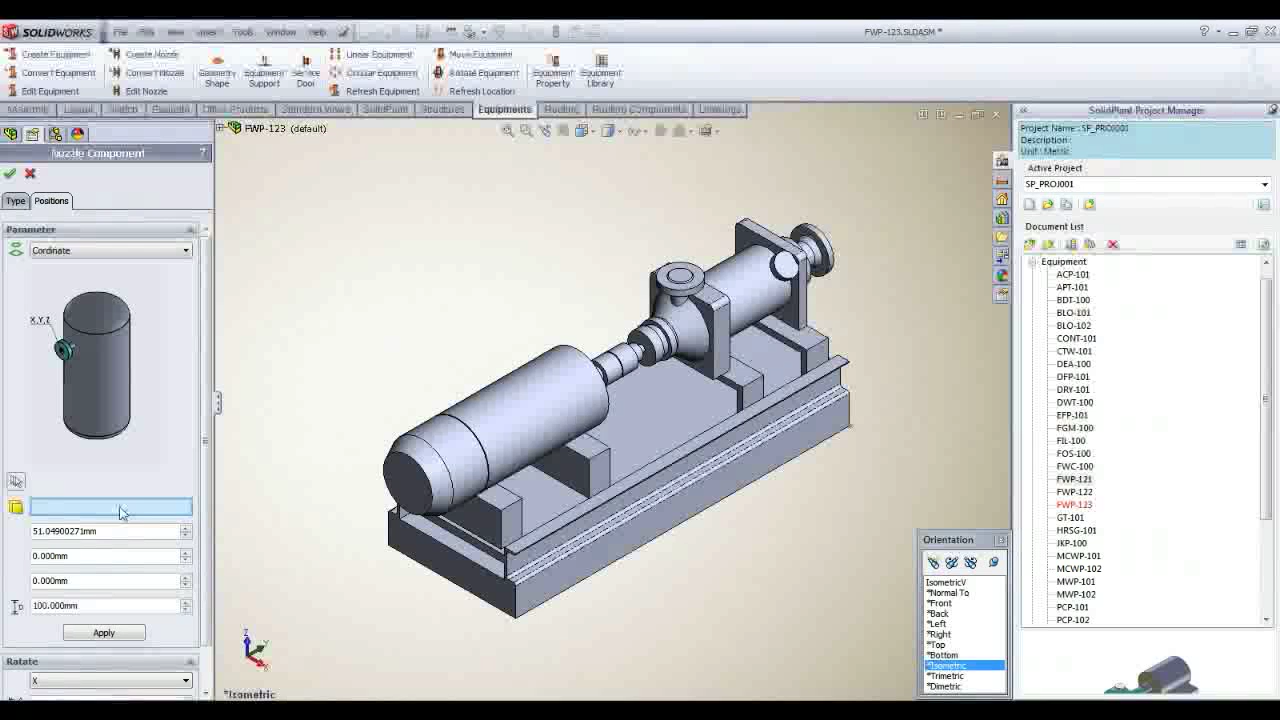 SOLIDWORKS
Tools
Window
Help
FWP-123.SLDASM *
Create Equipment
Create Nozzle
Linear Equipment
Move Equipment
Convert Equipment
Convert Nozzle
Geometry Shape
Equipment Support
Service Door
Circular Equipment
Rotate Equipment
Equipment Property
Equipment Library
Edit Equipment
Edit Nozzle
Refresh Equipment
Refresh Location
Assembly
Layout
Sketch
Evaluate
Office Products
Standard Views
SolidPlant
Structures
Equipments
Routing
Routing Components
Drawings
FWP-123 (default)
Nozzle Component
?
Type
Positions
Parameter
Cordinate
X,Y,Z
51.04900271mm
0.000mm
0.000mm
100.000mm
Apply
Ratate
X
Z
Y
X
*Isometric
Orientation
IsometricV
*Normal To
*Front
*Back
*Left
*Right
*Top
*Bottom
*Isometric
*Trimetric
*Dimetric
SolidPlant Project Manager
Project Name : SP_PROJ001
Description :
Unit : Metric
Active Project
SP_PROJ001
Document List
Equipment
ACP-101
APT-101
BDT-100
BLO-101
BLO-102
CONT-101
CTW-101
DEA-100
DFP-101
DRY-101
DWT-100
EFP-101
FGM-100
FIL-100
FOS-100
FWC-100
FWP-121
FWP-122
FWP-123
GT-101
HRSG-101
JKP-100
MCWP-101
MCWP-102
MWP-101
MWP-102
PCP-101
PCP-102